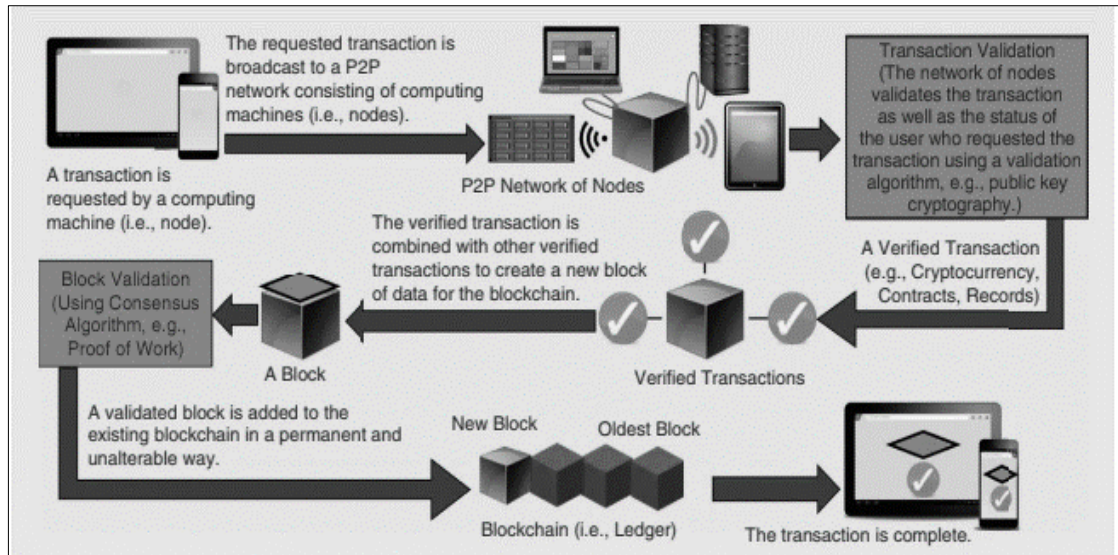 The requested transaction is
broadcast to a P2P
network consisting of computing
machines (i.e., nodes).
A transaction is
requested by a computing
machine (i.e., node).
P2P Network of Nodes
Transaction Validation
(The network of nodes
validates the transaction
as well as the status of
the user who requested the
transaction using a validation
algorithm, e.g., public key
cryptography.)
A Verified Transaction
(e.g., Cryptocurrency,
Contracts, Records)
Verified Transactions
The verified transaction is
combined with other verified
transactions to create a new block
of data for the blockchain.
A Block
Block Validation
(Using Consensus
Algorithm, e.g.,
Proof of Work)
A validated block is added to the
existing blockchain in a permanent and
unalterable way.
New Block
Oldest Block
Blockchain (i.e., Ledger)
The transaction is complete.